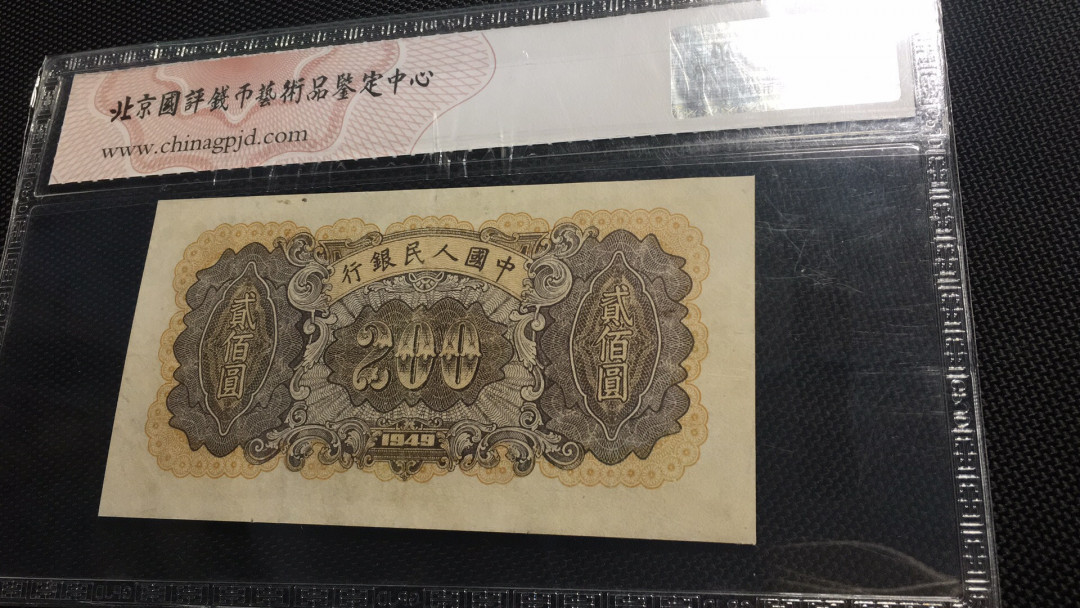 北京國評錢币藝術品鑒定中心
www.chinagpjd.com
行銀民人國中
貳佰圓
200
貳佰圓
1949